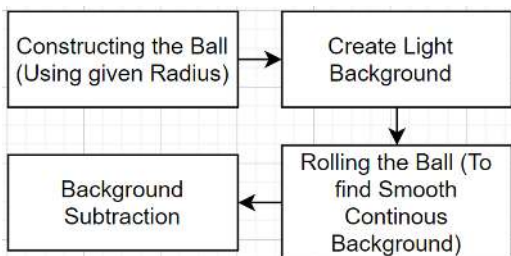 Constructing the Ball
(Using given Radius)
Create Light
Background
Rolling the Ball (To
find Smooth
Continous
Background)
Background
Subtraction